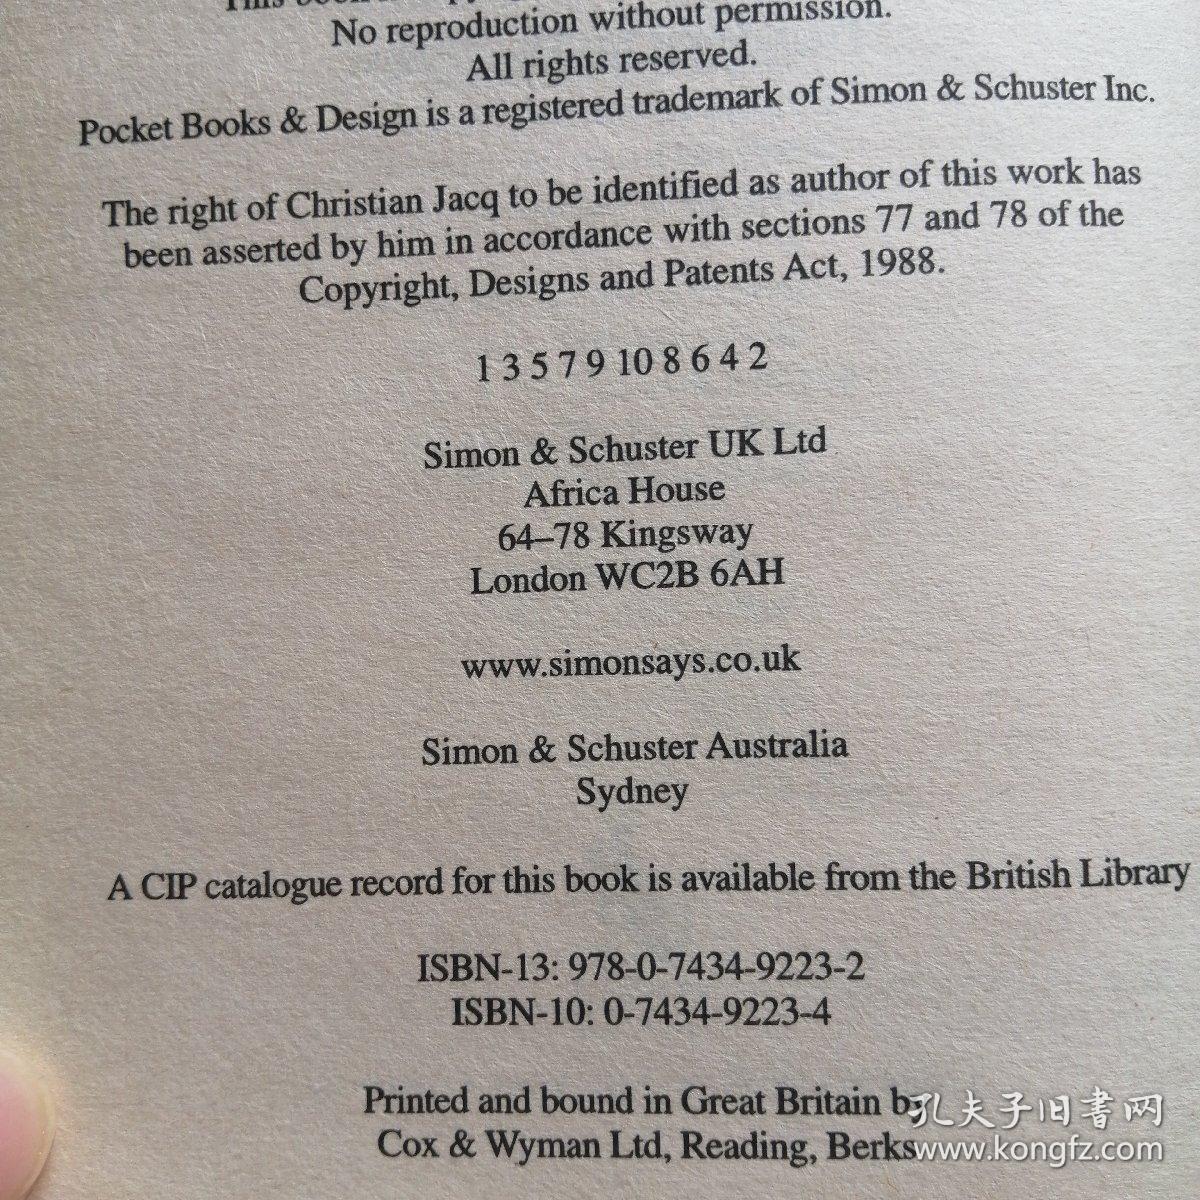 No reproduction without permission.
All rights reserved.
Pocket Books & Design is a registered trademark of Simon & Schuster Inc.
The right of Christian Jacq to be identified as author of this work has
been asserted by him in accordance with sections 77 and 78 of the
Copyright, Designs and Patents Act, 1988.
1 3 5 7 9 10 8 6 4 2
Simon & Schuster UK Ltd
Africa House
64–78 Kingsway
London WC2B 6AH
www.simonsays.co.uk
Simon & Schuster Australia
Sydney
A CIP catalogue record for this book is available from the British Library
ISBN-13: 978-0-7434-9223-2
ISBN-10: 0-7434-9223-4
Printed and bound in Great Britain by
Cox & Wyman Ltd, Reading, Berks
孔夫子旧书网
www.kongfz.com